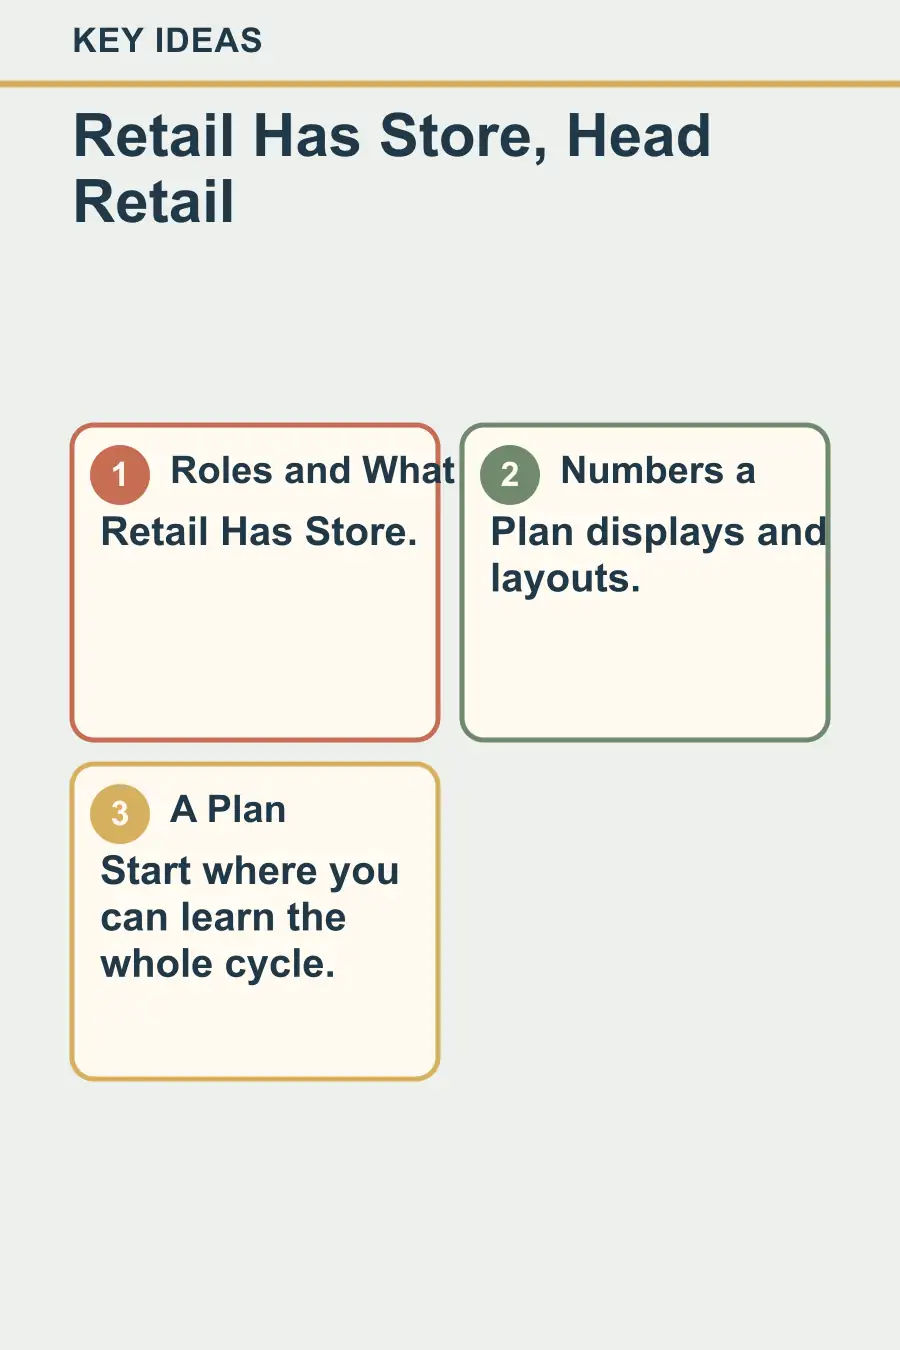 KEY IDEAS
Retail Has Store, Head
Retail
1
Roles and What
Retail Has Store.
2
Numbers a
Plan displays and
layouts.
3
A Plan
Start where you
can learn the
whole cycle.